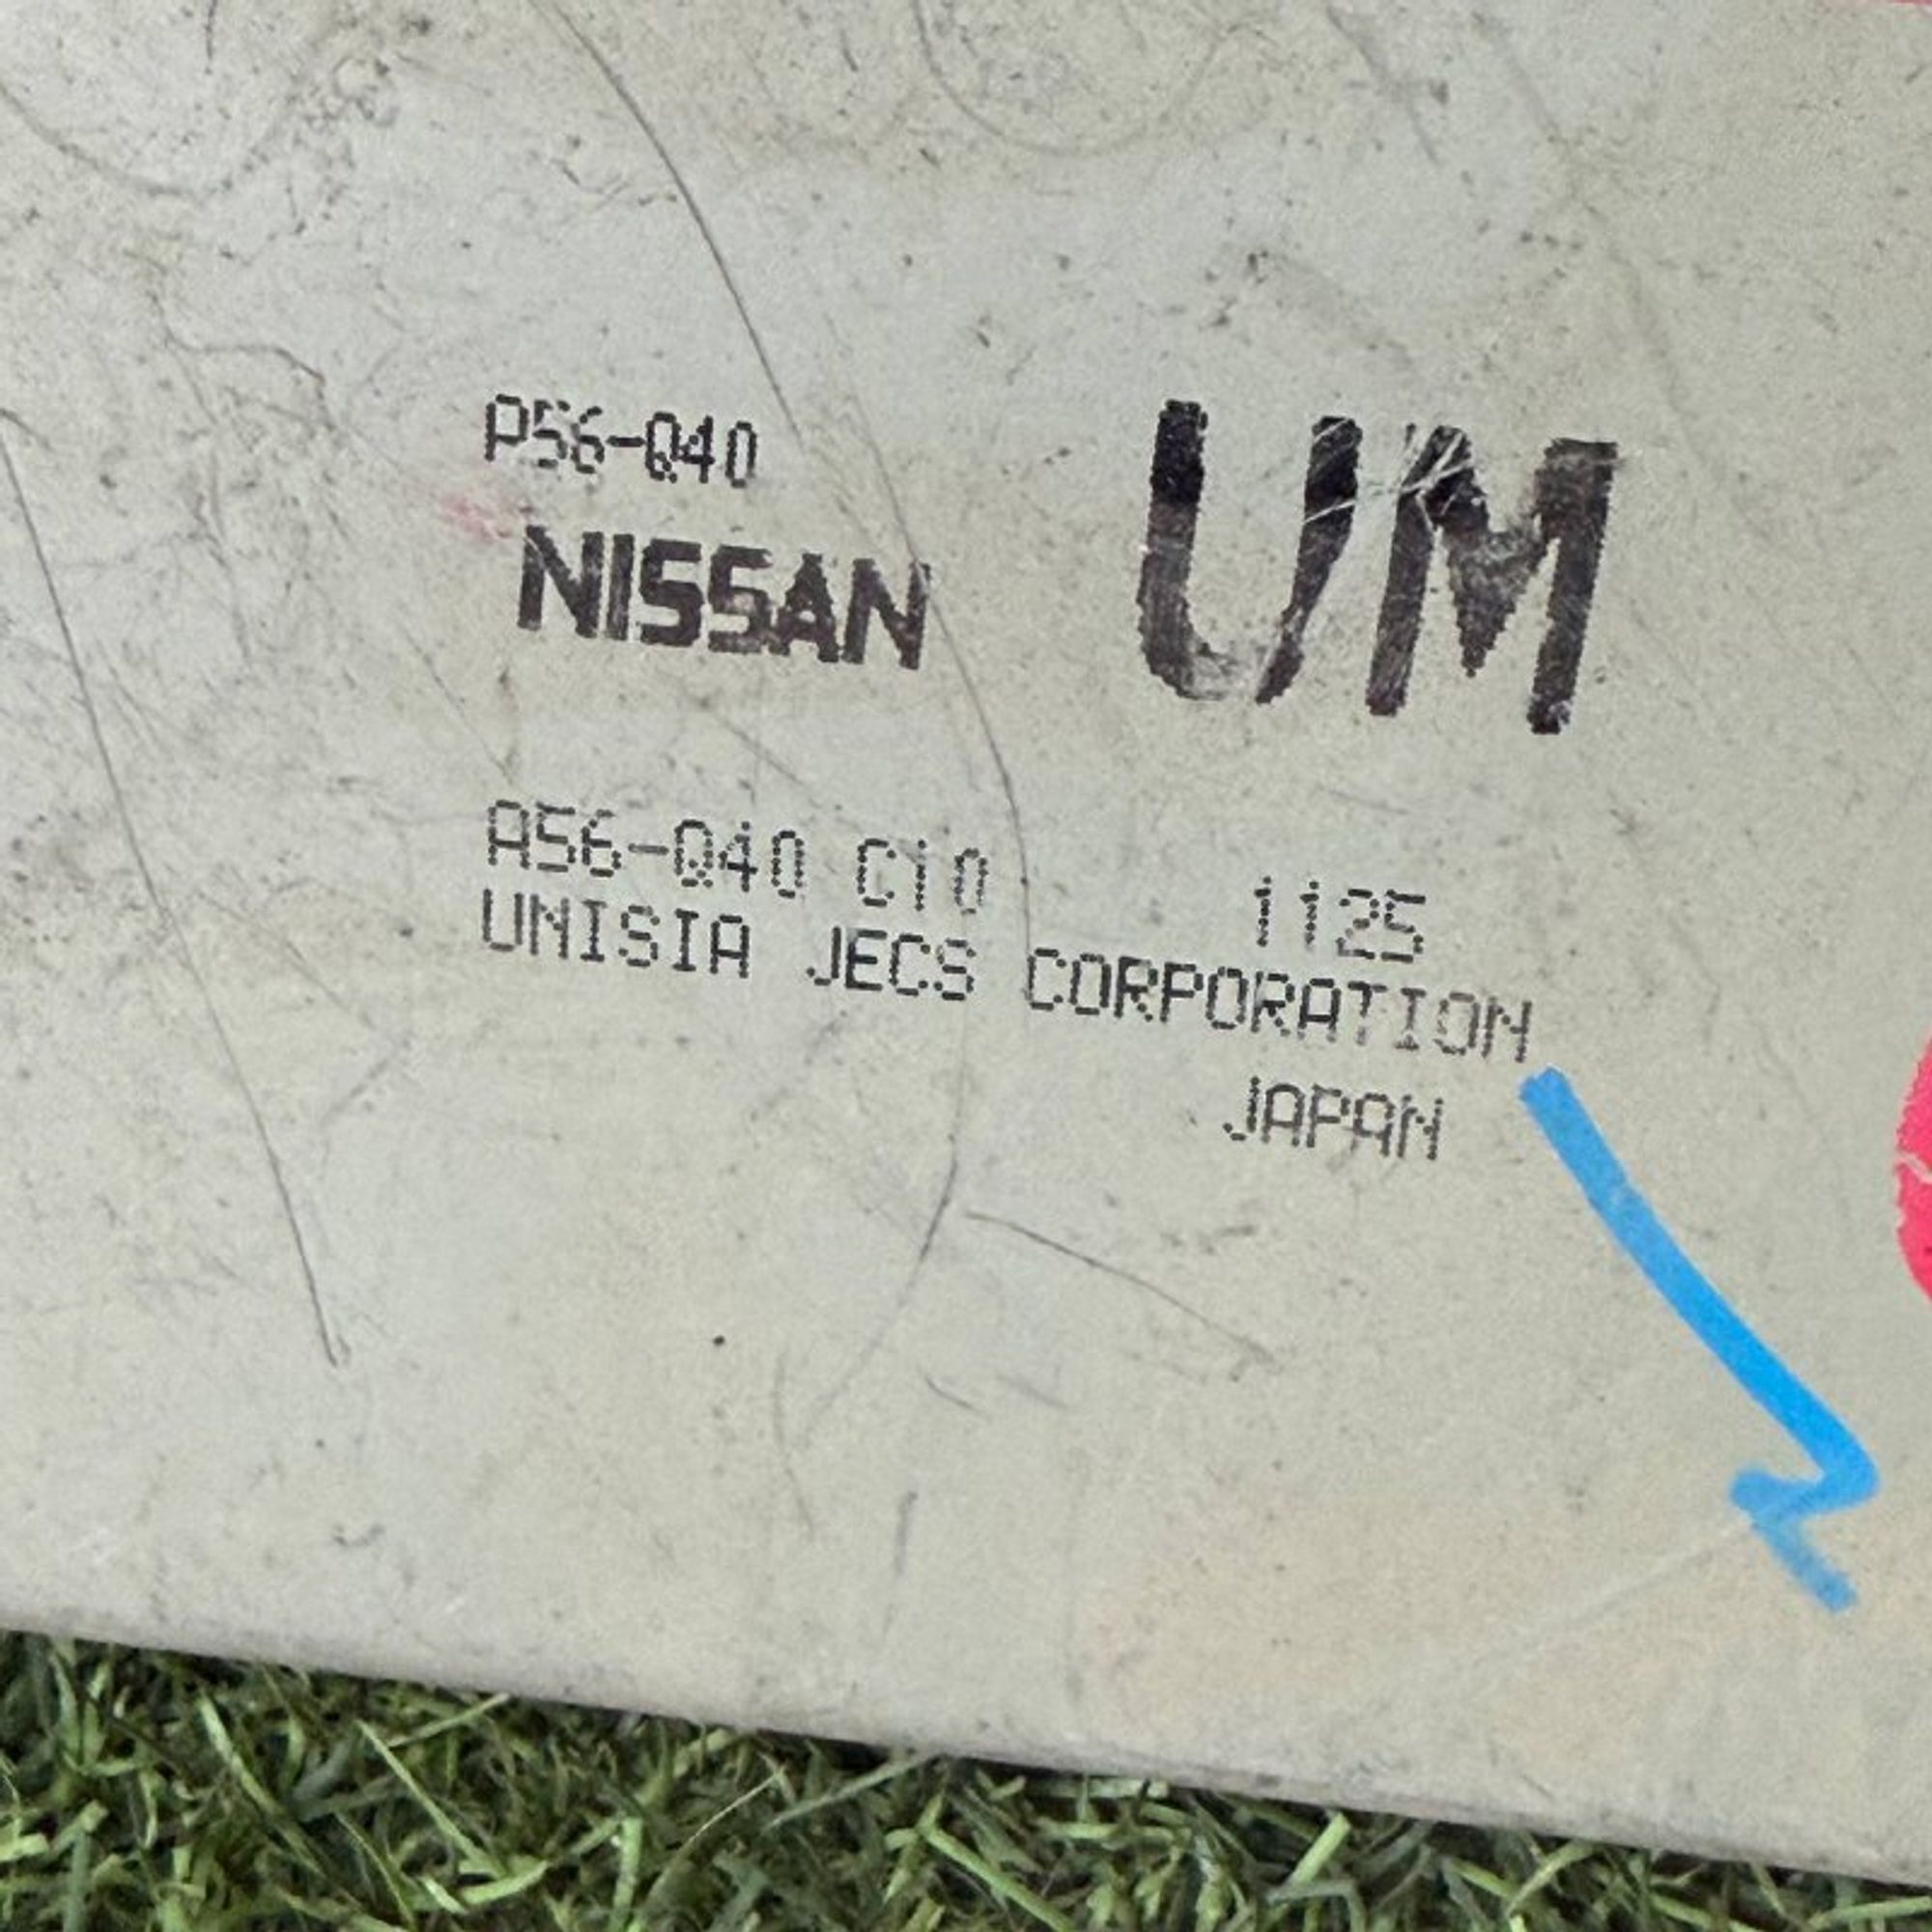 P56-Q40
NISSAN
UM
A56-Q40 C10 1125
UNISIA JECS CORPORATION
JAPAN